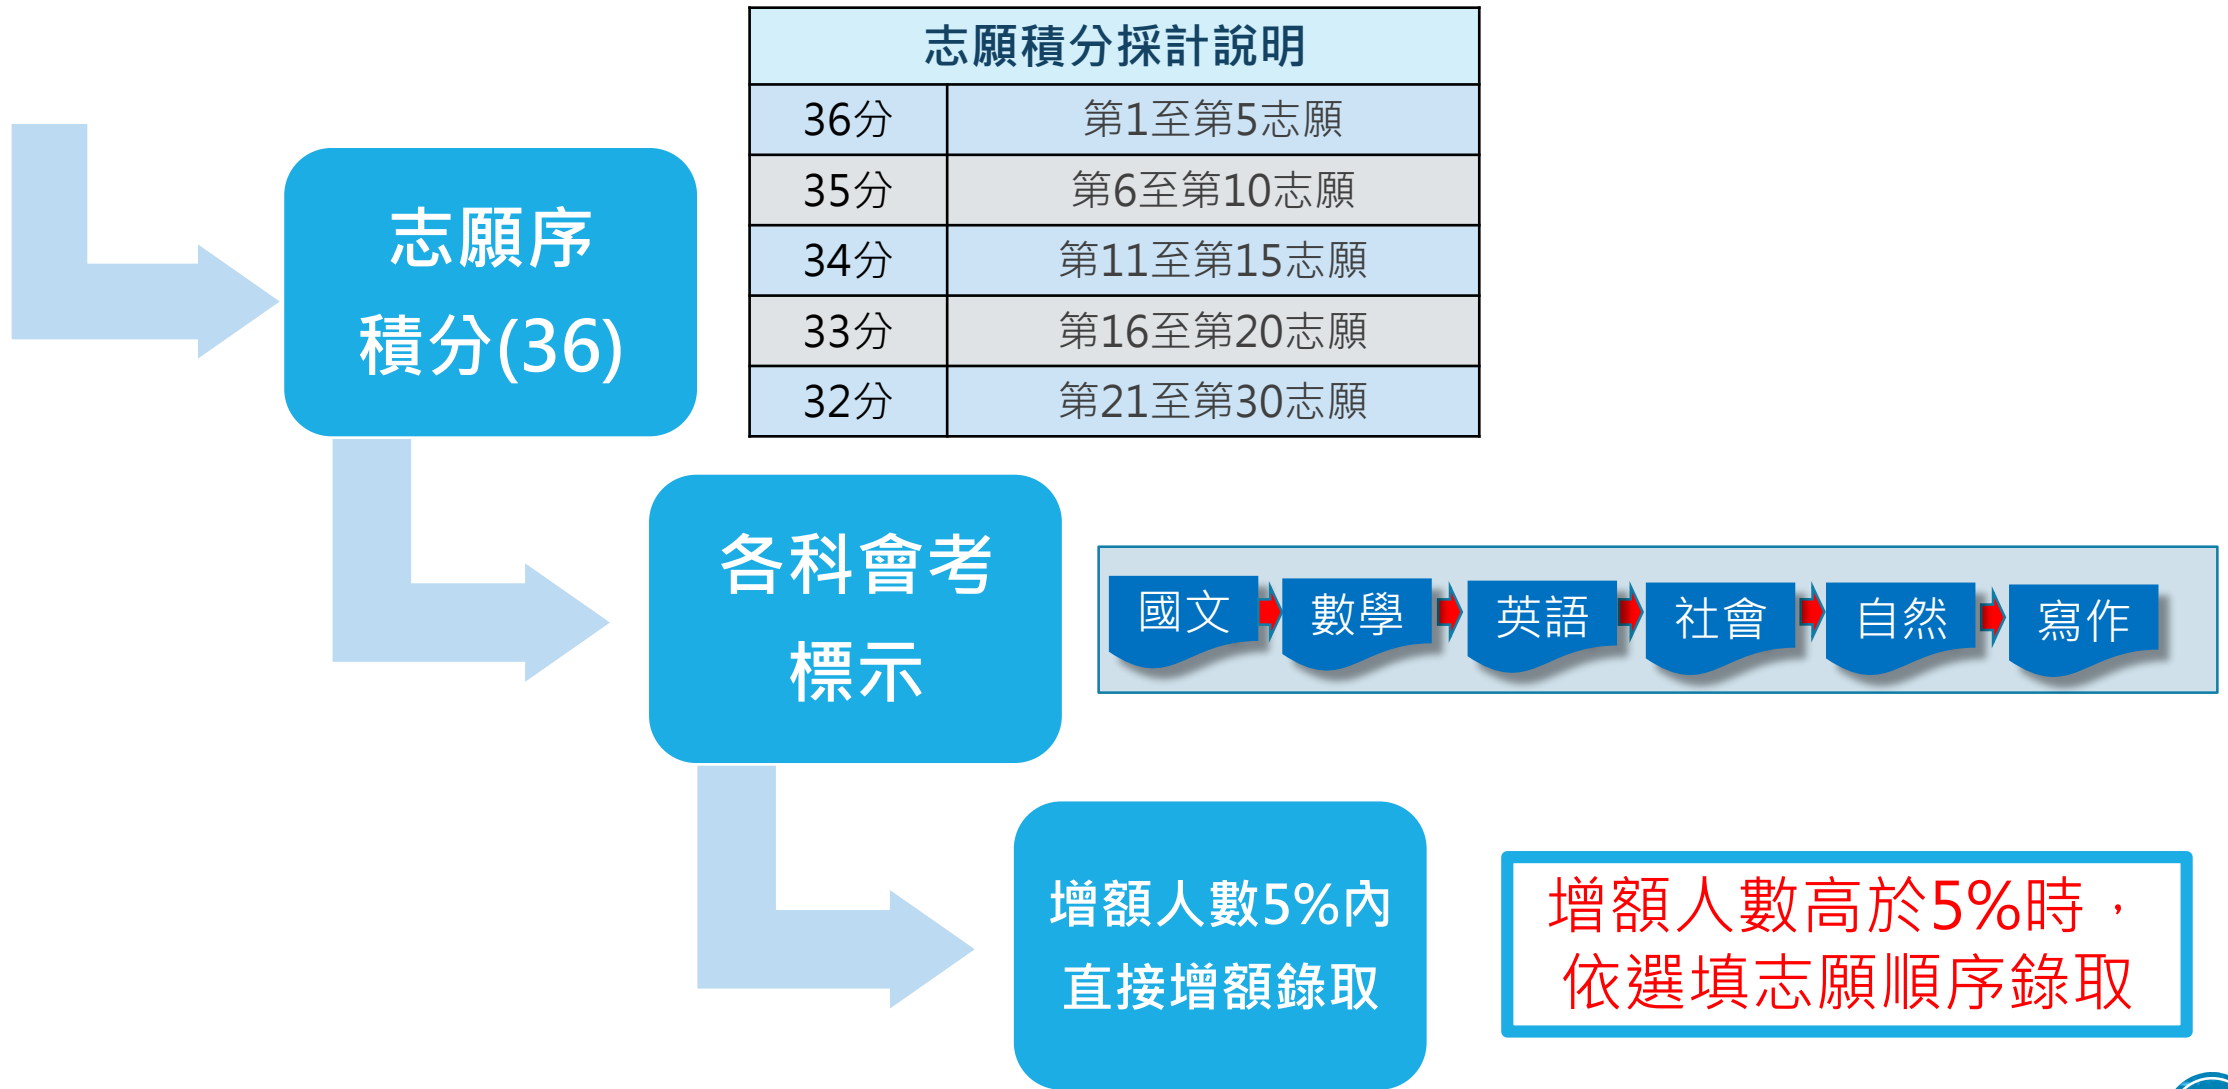 志願積分採計說明
36分 第1至第5志願
35分 第6至第10志願
34分 第11至第15志願
33分 第16至第20志願
32分 第21至第30志願
志願序
積分(36)
各科會考
標示
國文 數學 英語 社會 自然 寫作
增額人數5%內
直接增額錄取
增額人數高於5%時，
依選填志願順序錄取